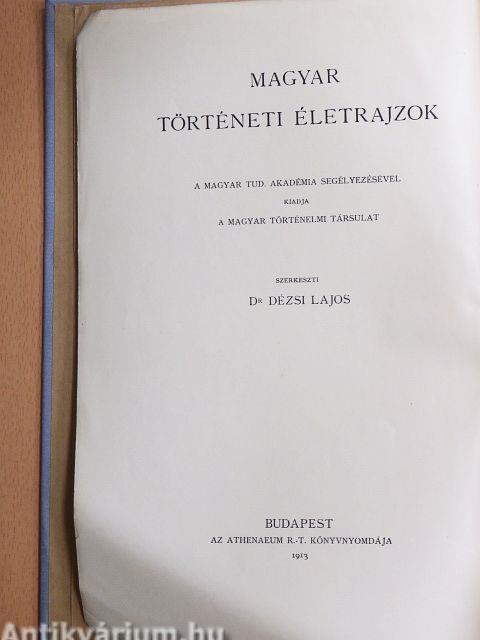 MAGYAR
TÖRTÉNETI ÉLETRAJZOK
A MAGYAR TUD. AKADÉMIA SEGÉLYEZÉSÉVEL
KIADJA
A MAGYAR TÖRTÉNELMI TÁRSULAT
SZERKESZTI
DR DÉZSI LAJOS
BUDAPEST
AZ ATHENAEUM R.-T. KÖNYVNYOMDÁJA
1913
Antikvárium.hu